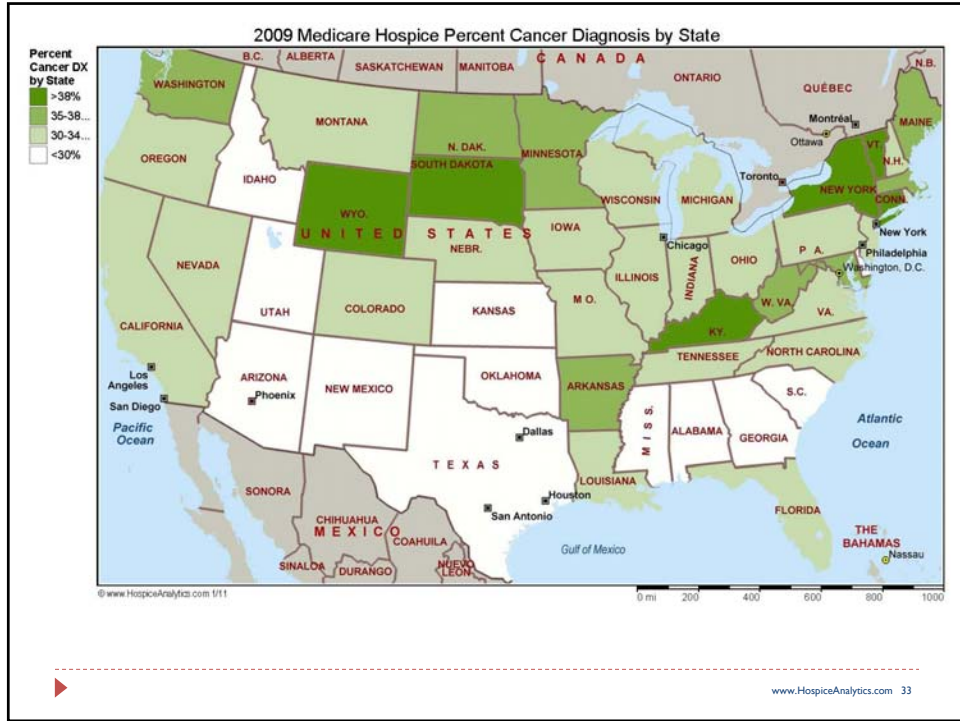 2009 Medicare Hospice Percent Cancer Diagnosis by State
Percent
Cancer DX
by State
>38%
35-38...
30-34...
<30%
B.C.
ALBERTA
SASKATCHEWAN
MANITOBA
CANADA
ONTARIO
QUÉBEC
N.B.
WASHINGTON
MONTANA
N. DAK.
MINNESOTA
Montréal
Ottawa
MAINE
VT.
N.H.
OREGON
IDAHO
SOUTH DAKOTA
WISCONSIN
MICHIGAN
Toronto
NEW YORK
CONN.
WYO.
UNITED STATES
IOWA
NEBR.
Chicago
New York
Philadelphia
P A.
Washington, D.C.
NEVADA
UTAH
COLORADO
KANSAS
M O.
ILLINOIS
INDIANA
OHIO
W. VA.
VA.
KY.
CALIFORNIA
TENNESSEE
NORTH CAROLINA
Los
Angeles
San Diego
ARIZONA
Phoenix
NEW MEXICO
OKLAHOMA
ARKANSAS
S.C.
MISS.
ALABAMA
GEORGIA
Pacific
Ocean
Atlantic
Ocean
Dallas
TEXAS
LOUISIANA
Houston
San Antonio
FLORIDA
SONORA
CHIHUAHUA
MEXICO
COAHUILA
SINALOA
DURANGO
NUEVO
LEON
Gulf of Mexico
THE
BAHAMAS
Nassau
© www.HospiceAnalytics.com 1/11
0 mi 200 400 600 800 1000
www.HospiceAnalytics.com 33